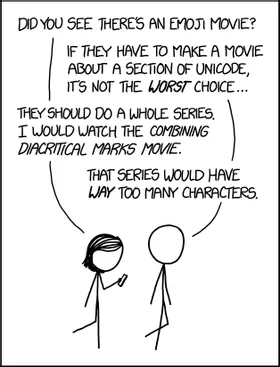 DID YOU SEE THERE'S AN EMOJI MOVIE?
IF THEY HAVE TO MAKE A MOVIE
ABOUT A SECTION OF UNICODE,
IT'S NOT THE WORST CHOICE...
THEY SHOULD DO A WHOLE SERIES.
I WOULD WATCH THE COMBINING
DIACRITICAL MARKS MOVIE.
THAT SERIES WOULD HAVE
WAY TOO MANY CHARACTERS.